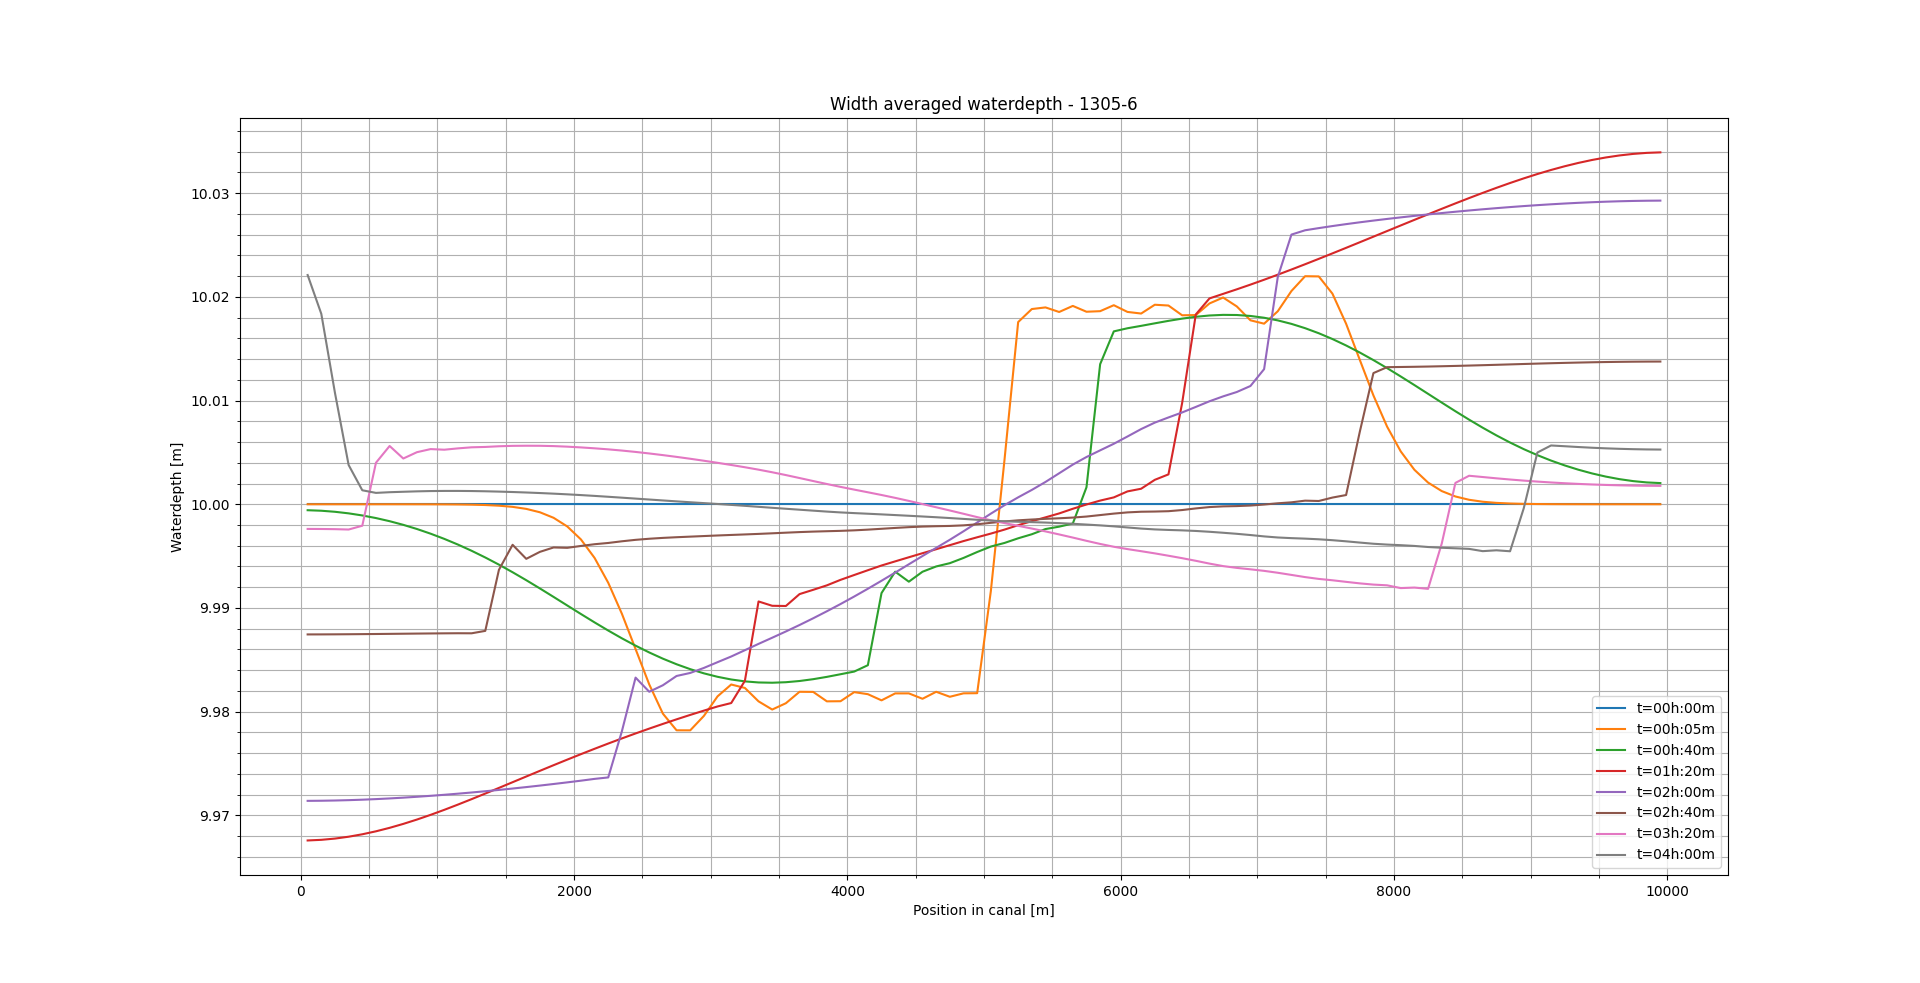 Width averaged waterdepth - 1305-6
Waterdepth [m]
10.03
10.02
10.01
10.00
9.99
9.98
9.97
t=00h:00m
t=00h:05m
t=00h:40m
t=01h:20m
t=02h:00m
t=02h:40m
t=03h:20m
t=04h:00m
0 2000 4000 6000 8000 10000
Position in canal [m]